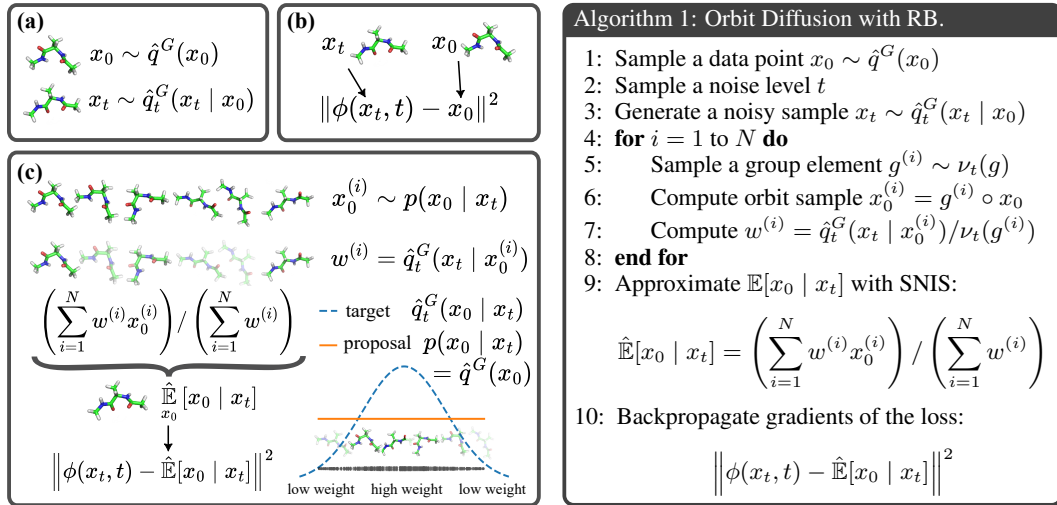 (a)
x_0 ∼ q̂^G(x_0)
x_t ∼ q̂_t^G(x_t | x_0)
(b)
x_t x_0
‖ϕ(x_t, t) − x_0‖^2
(c)
x_0^{(i)} ∼ p(x_0 | x_t)
w^{(i)} = q̂_t^G(x_t | x_0^{(i)})
(∑_{i=1}^{N} w^{(i)} x_0^{(i)}) / (∑_{i=1}^{N} w^{(i)})
Ê_{x_0} [x_0 | x_t]
‖ϕ(x_t, t) − Ê[x_0 | x_t]‖^2
target q̂_t^G(x_0 | x_t)
proposal p(x_0 | x_t)
= q̂^G(x_0)
low weight high weight low weight
Algorithm 1: Orbit Diffusion with RB.
1: Sample a data point x_0 ∼ q̂^G(x_0)
2: Sample a noise level t
3: Generate a noisy sample x_t ∼ q̂_t^G(x_t | x_0)
4: for i = 1 to N do
5: Sample a group element g^{(i)} ∼ ν_t(g)
6: Compute orbit sample x_0^{(i)} = g^{(i)} ∘ x_0
7: Compute w^{(i)} = q̂_t^G(x_t | x_0^{(i)})/ν_t(g^{(i)})
8: end for
9: Approximate 𝔼[x_0 | x_t] with SNIS:
Ê[x_0 | x_t] = (∑_{i=1}^{N} w^{(i)} x_0^{(i)}) / (∑_{i=1}^{N} w^{(i)})
10: Backpropagate gradients of the loss:
‖ϕ(x_t, t) − Ê[x_0 | x_t]‖^2